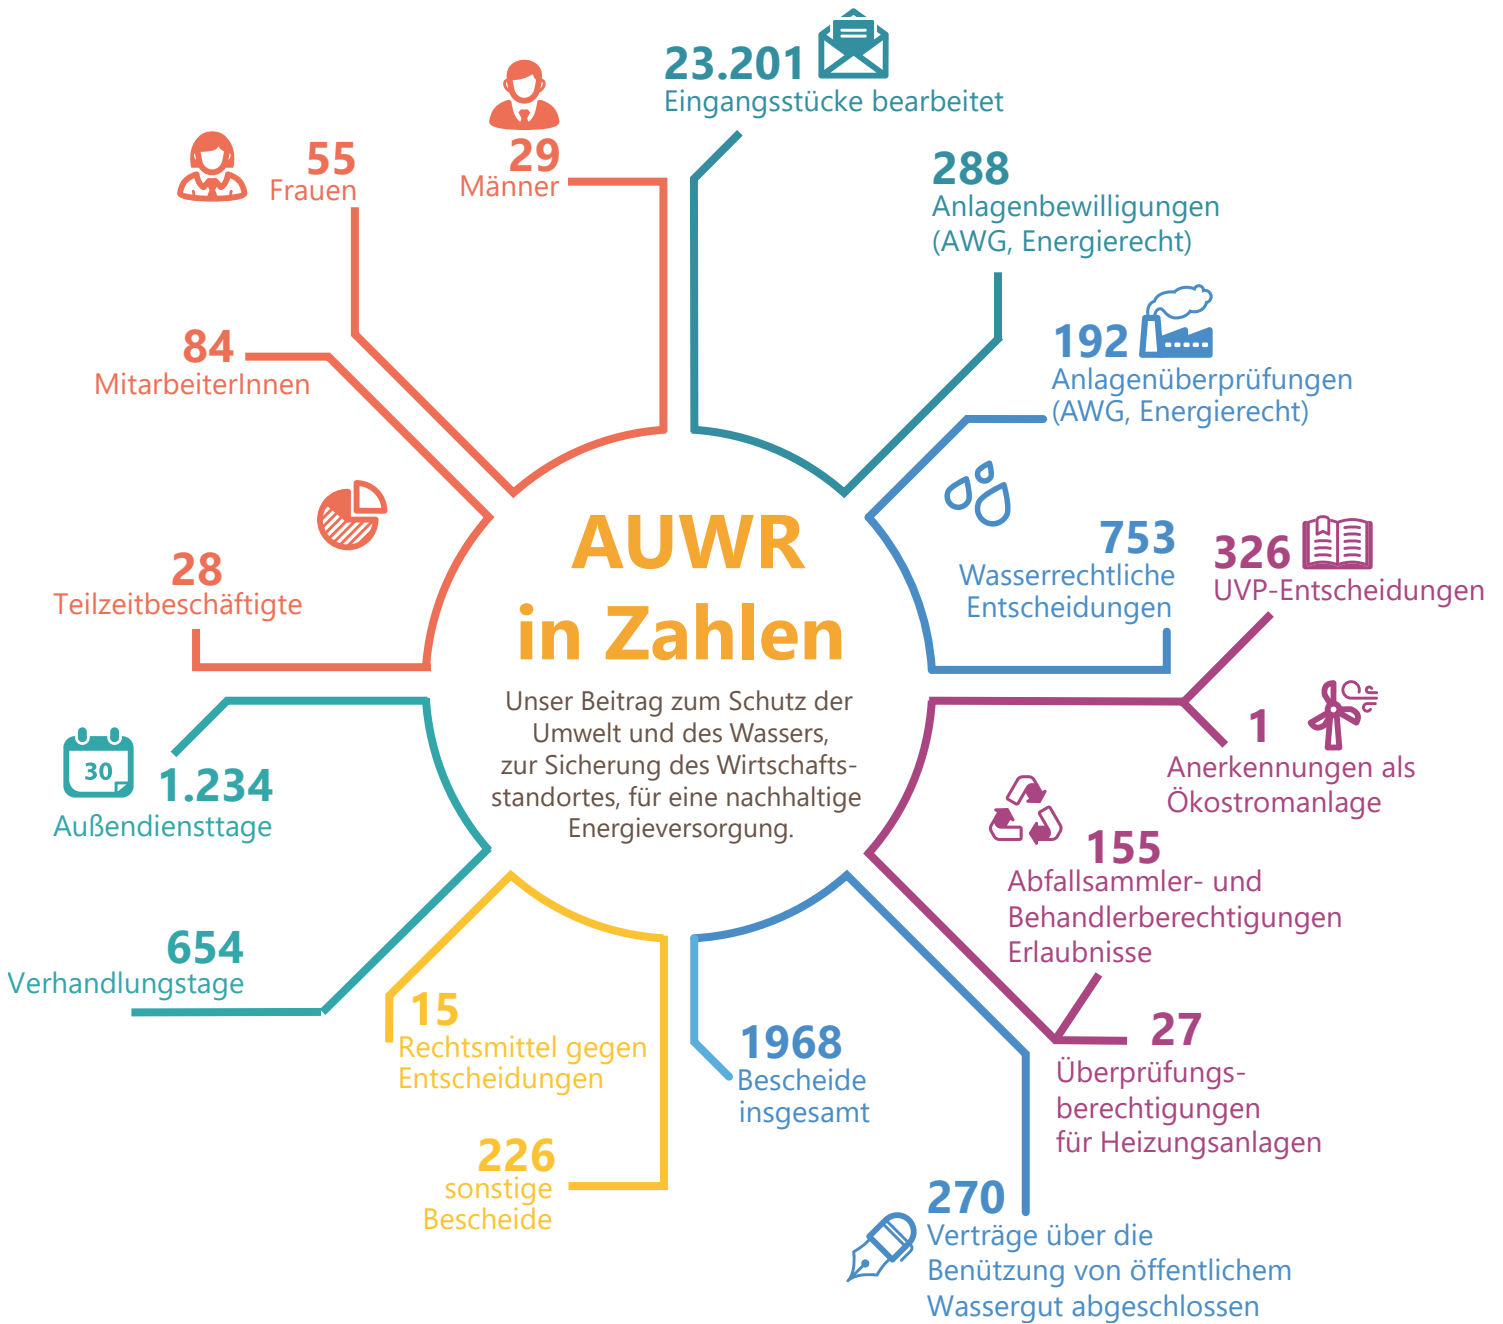 AUWR
in Zahlen
Unser Beitrag zum Schutz der
Umwelt und des Wassers,
zur Sicherung des Wirtschafts-
standortes, für eine nachhaltige
Energieversorgung.
23.201
Eingangsstücke bearbeitet
288
Anlagenbewilligungen
(AWG, Energierecht)
192
Anlagenüberprüfungen
(AWG, Energierecht)
753
Wasserrechtliche
Entscheidungen
326
UVP-Entscheidungen
1
Anerkennungen als
Ökostromanlage
155
Abfallsammler- und
Behandlerberechtigungen
Erlaubnisse
27
Überprüfungs-
berechtigungen
für Heizungsanlagen
270
Verträge über die
Benützung von öffentlichem
Wassergut abgeschlossen
1968
Bescheide
insgesamt
226
sonstige
Bescheide
15
Rechtsmittel gegen
Entscheidungen
654
Verhandlungstage
30
1.234
Außendiensttage
28
Teilzeitbeschäftigte
84
MitarbeiterInnen
55
Frauen
29
Männer